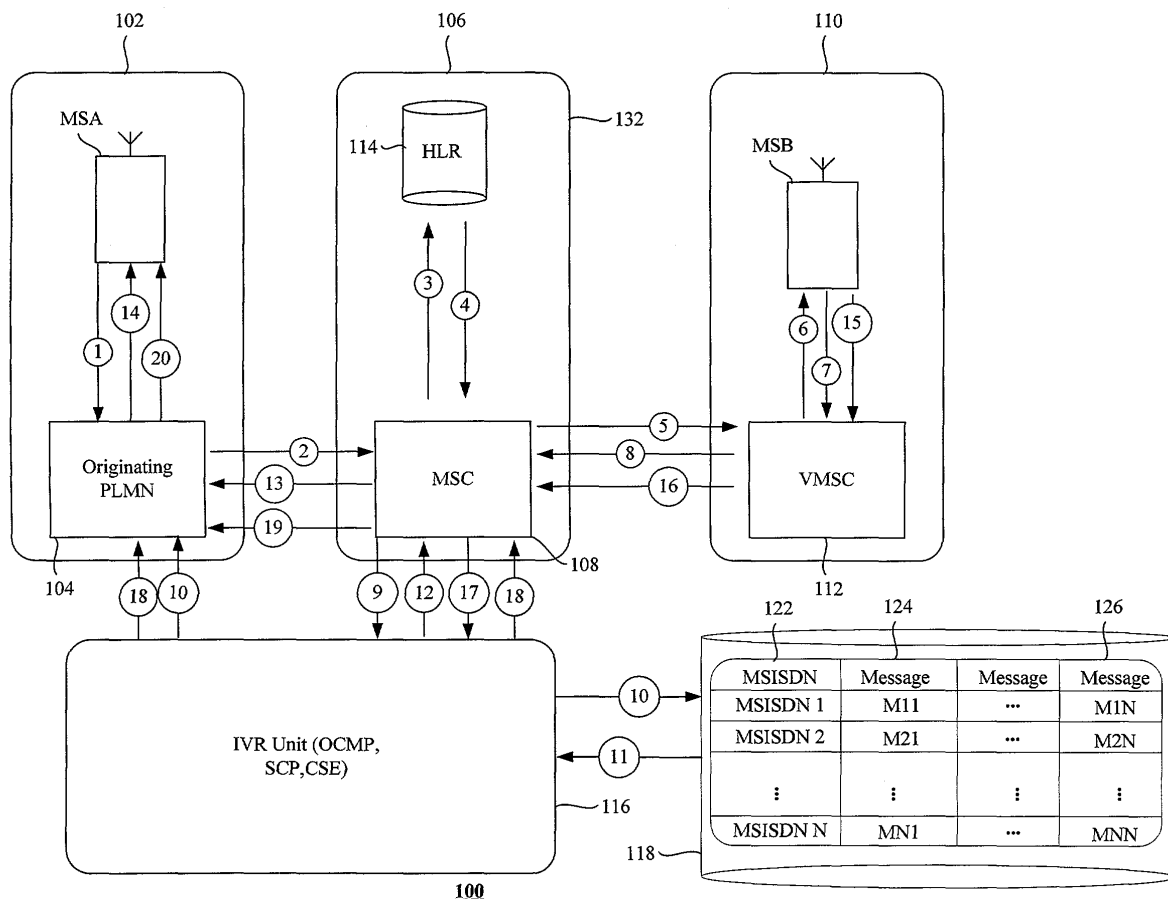 102
106
110
MSA
132
114
HLR
MSB
3
4
14
6
15
1
20
7
5
2
8
Originating
PLMN
MSC
VMSC
13
16
19
104
108
112
18
10
9
12
17
18
122
124
126
MSISDN Message Message Message
MSISDN 1 M11 ... M1N
10
MSISDN 2 M21 ... M2N
IVR Unit (OCMP,
SCP,CSE)
11
⋮ ⋮ ⋮ ⋮
116
MSISDN N MN1 ... MNN
118
100